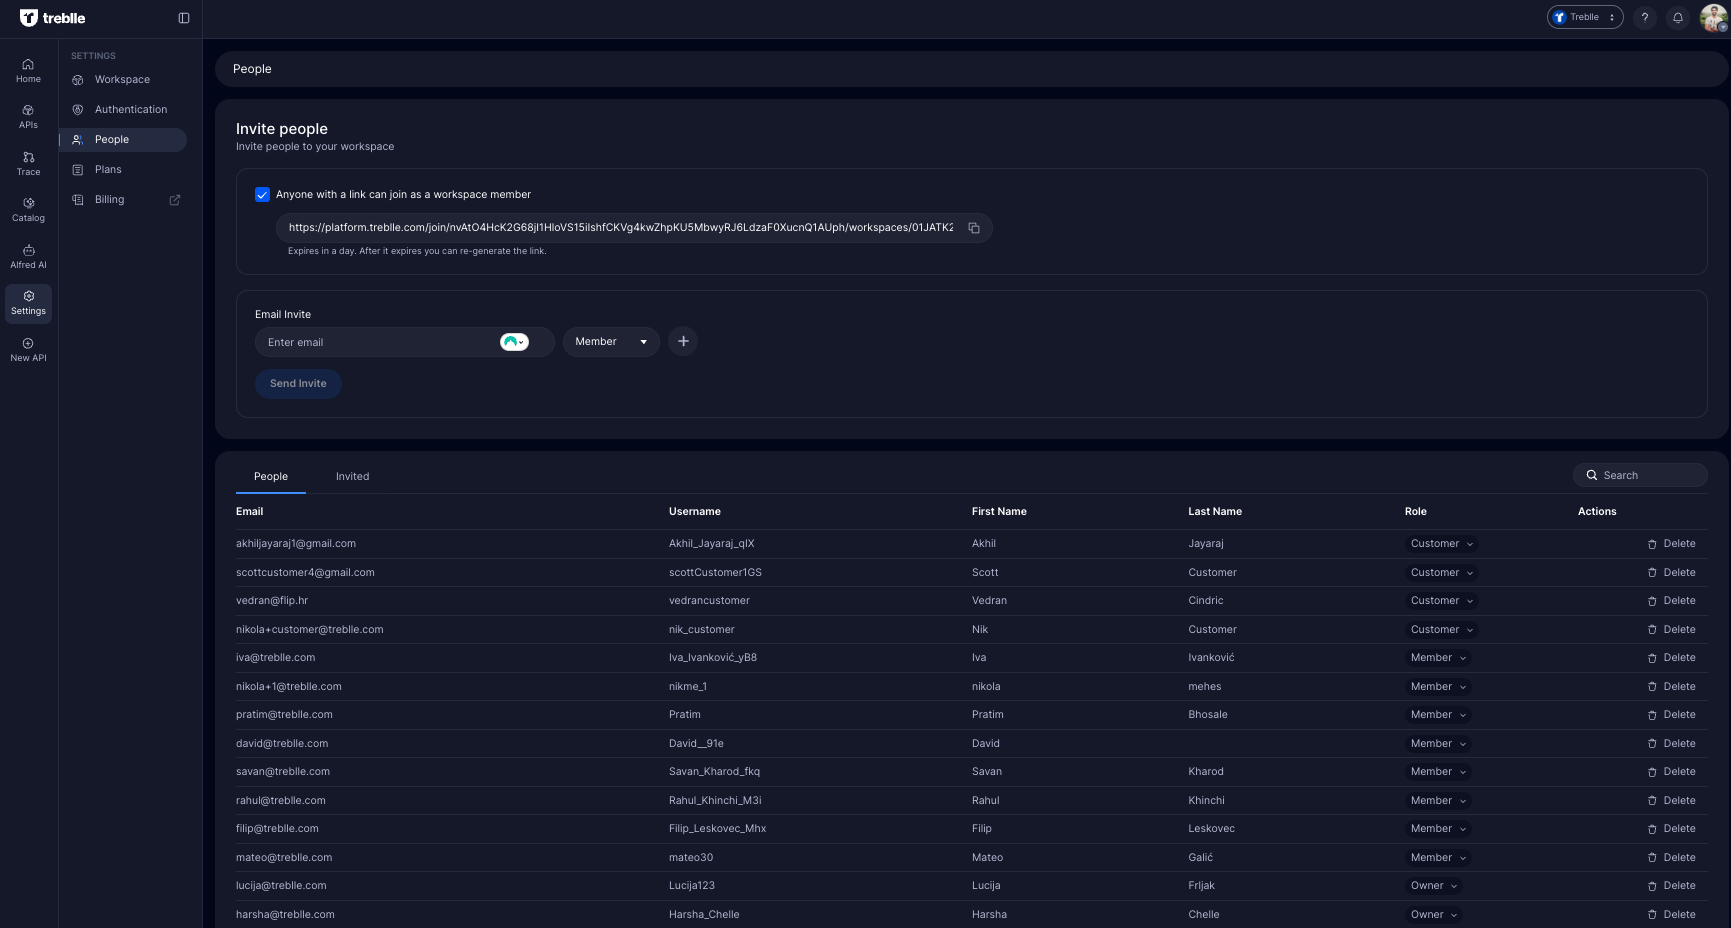 treblle
Treblle
?
Home
APIs
Trace
Catalog
Alfred AI
Settings
New API
SETTINGS
Workspace
Authentication
People
Plans
Billing
People
Invite people
Invite people to your workspace
Anyone with a link can join as a workspace member
https://platform.treblle.com/join/nvAtO4HcK2G68jl1HloVS15ilshfCKVg4kwZhpKU5MbwyRJ6LdzaF0XucnQ1AUph/workspaces/01JATK2
Expires in a day. After it expires you can re-generate the link.
Email Invite
Enter email
Member
Send Invite
People Invited
Search
Email Username First Name Last Name Role Actions
akhiljayaraj1@gmail.com Akhil_Jayaraj_qIX Akhil Jayaraj Customer Delete
scottcustomer4@gmail.com scottCustomer1GS Scott Customer Customer Delete
vedran@flip.hr vedrancustomer Vedran Cindric Customer Delete
nikola+customer@treblle.com nik_customer Nik Customer Customer Delete
iva@treblle.com Iva_Ivanković_yB8 Iva Ivanković Member Delete
nikola+1@treblle.com nikme_1 nikola mehes Member Delete
pratim@treblle.com Pratim Pratim Bhosale Member Delete
david@treblle.com David__91e David Member Delete
savan@treblle.com Savan_Kharod_fkq Savan Kharod Member Delete
rahul@treblle.com Rahul_Khinchi_M3i Rahul Khinchi Member Delete
filip@treblle.com Filip_Leskovec_Mhx Filip Leskovec Member Delete
mateo@treblle.com mateo30 Mateo Galić Member Delete
lucija@treblle.com Lucija123 Lucija Frljak Owner Delete
harsha@treblle.com Harsha_Chelle Harsha Chelle Owner Delete